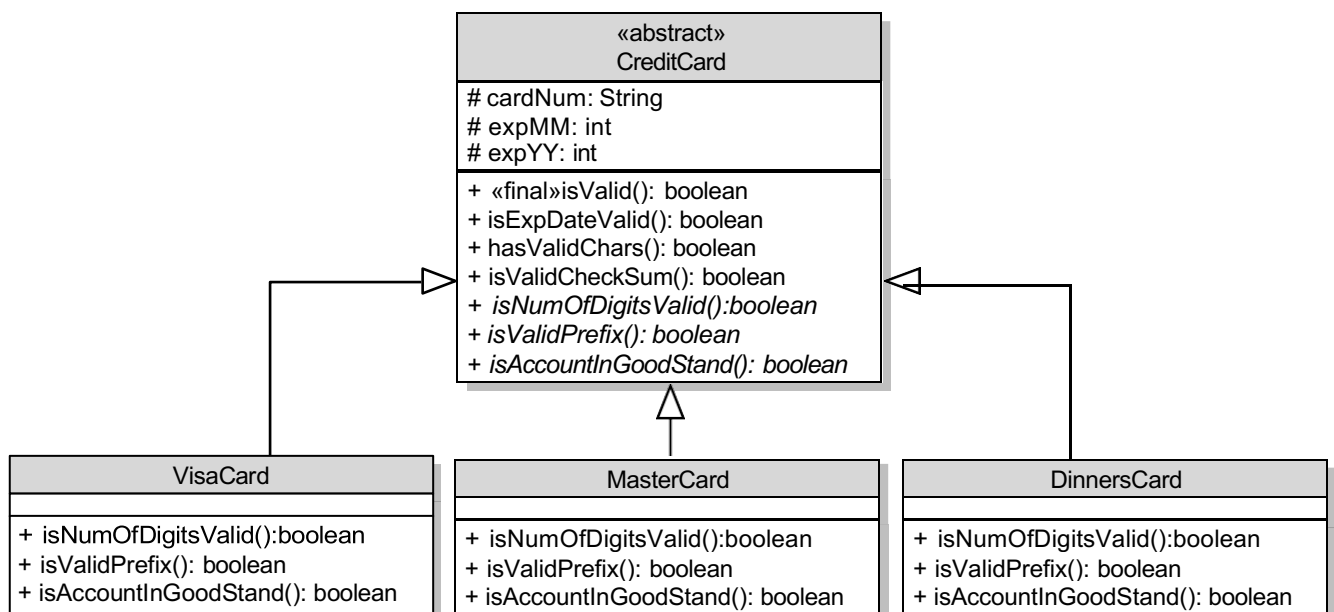 «abstract»
CreditCard
# cardNum: String
# expMM: int
# expYY: int
+ «final»isValid(): boolean
+ isExpDateValid(): boolean
+ hasValidChars(): boolean
+ isValidCheckSum(): boolean
+ isNumOfDigitsValid():boolean
+ isValidPrefix(): boolean
+ isAccountInGoodStand(): boolean
VisaCard
+ isNumOfDigitsValid():boolean
+ isValidPrefix(): boolean
+ isAccountInGoodStand(): boolean
MasterCard
+ isNumOfDigitsValid():boolean
+ isValidPrefix(): boolean
+ isAccountInGoodStand(): boolean
DinnersCard
+ isNumOfDigitsValid():boolean
+ isValidPrefix(): boolean
+ isAccountInGoodStand(): boolean